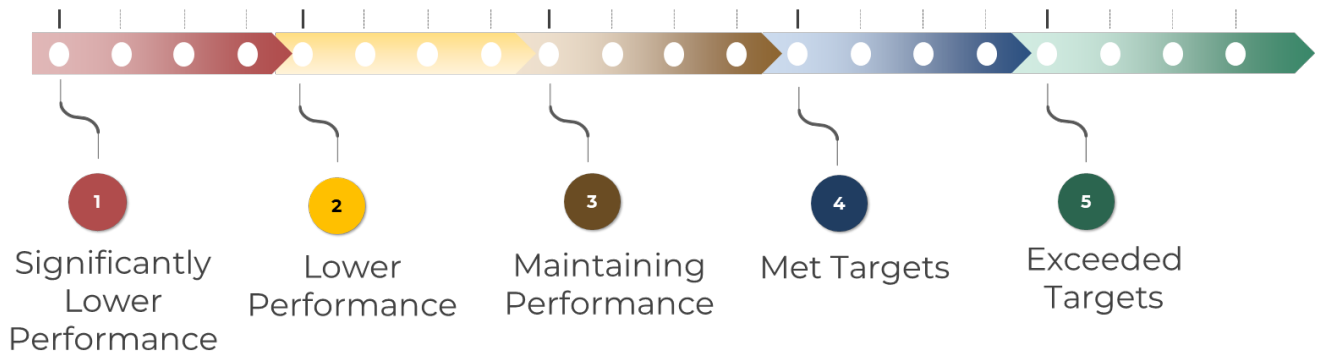 1
Significantly
Lower
Performance
2
Lower
Performance
3
Maintaining
Performance
4
Met Targets
5
Exceeded
Targets